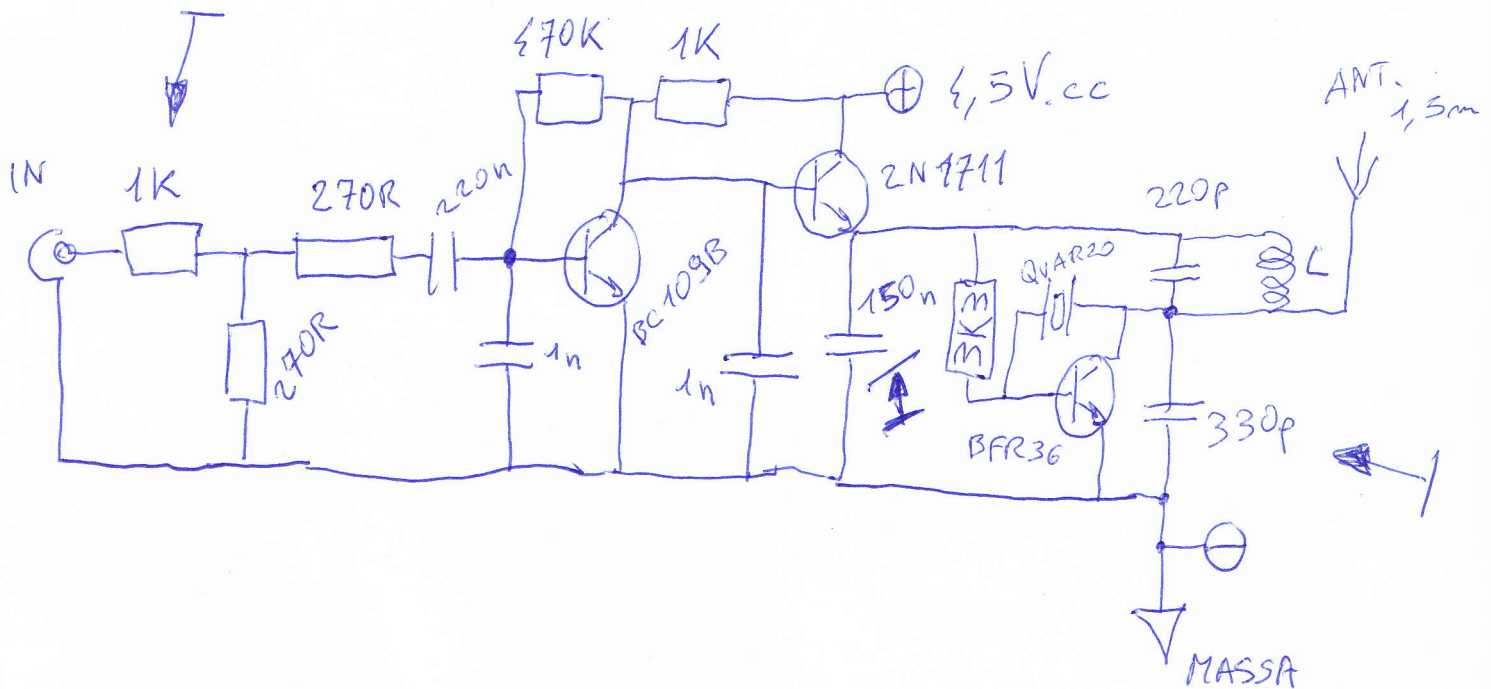 470K
1K
4,5V.cc
ANT.
1,5m
IN
1K
270R
220n
2N1711
220p
270R
1n
BC109B
1n
150n
3K3
QUARZO
L
BFR36
330p
MASSA